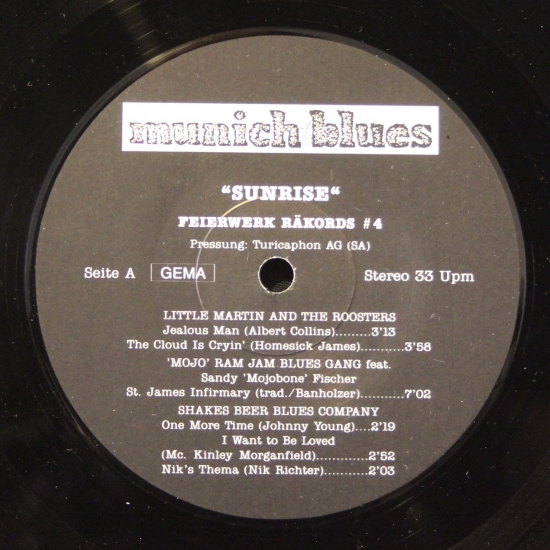 munich blues
"SUNRISE"
FEIERWERK RÄKORDS #4
Pressung: Turicaphon AG (SA)
Seite A GEMA Stereo 33 Upm
LITTLE MARTIN AND THE ROOSTERS
Jealous Man (Albert Collins).........3'13
The Cloud Is Cryin' (Homesick James)...........3'58
'MOJO' RAM JAM BLUES GANG feat.
Sandy 'Mojobone' Fischer
St. James Infirmary (trad./Banholzer)...........7'02
SHAKES BEER BLUES COMPANY
One More Time (Johnny Young)....2'19
I Want to Be Loved
(Mc. Kinley Morganfield).............2'52
Nik's Thema (Nik Richter)...........2'03